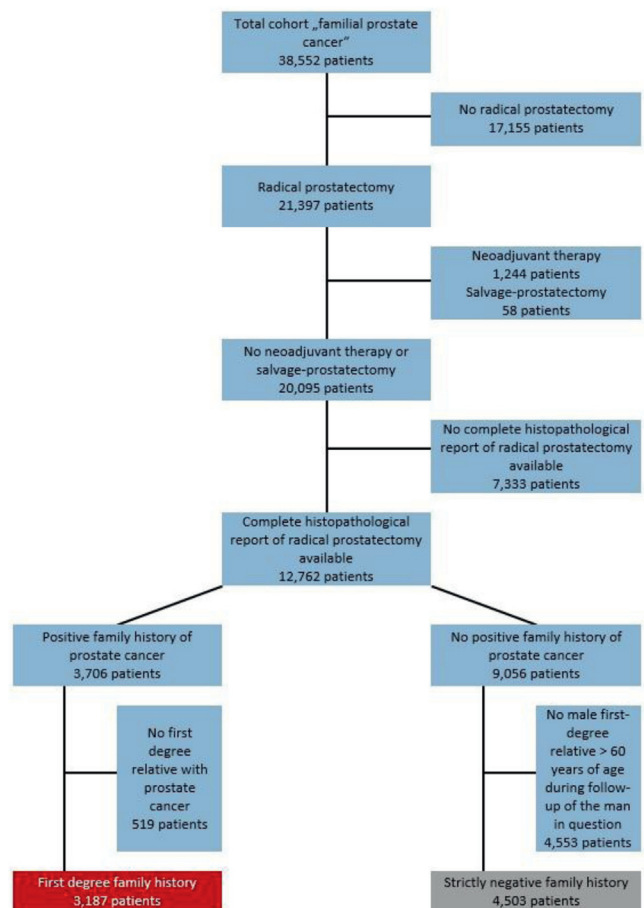 Total cohort „familial prostate
cancer“
38,552 patients
No radical prostatectomy
17,155 patients
Radical prostatectomy
21,397 patients
Neoadjuvant therapy
1,244 patients
Salvage-prostatectomy
58 patients
No neoadjuvant therapy or
salvage-prostatectomy
20,095 patients
No complete histopathological
report of radical prostatectomy
available
7,333 patients
Complete histopathological
report of radical prostatectomy
available
12,762 patients
Positive family history of
prostate cancer
3,706 patients
No positive family history of
prostate cancer
9,056 patients
No first
degree
relative with
prostate
cancer
519 patients
No male first-
degree
relative > 60
years of age
during follow-
up of the man
in question
4,553 patients
First degree family history
3,187 patients
Strictly negative family history
4,503 patients